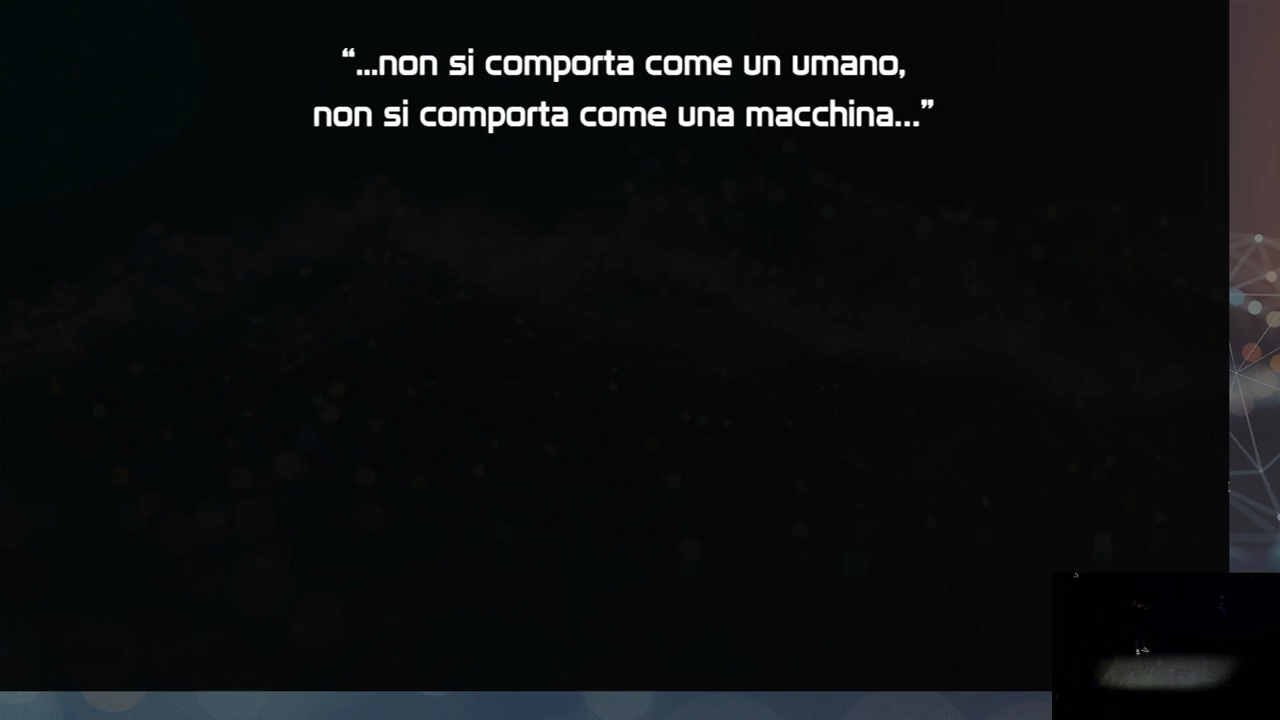 “...non si comporta come un umano,
non si comporta come una macchina...”